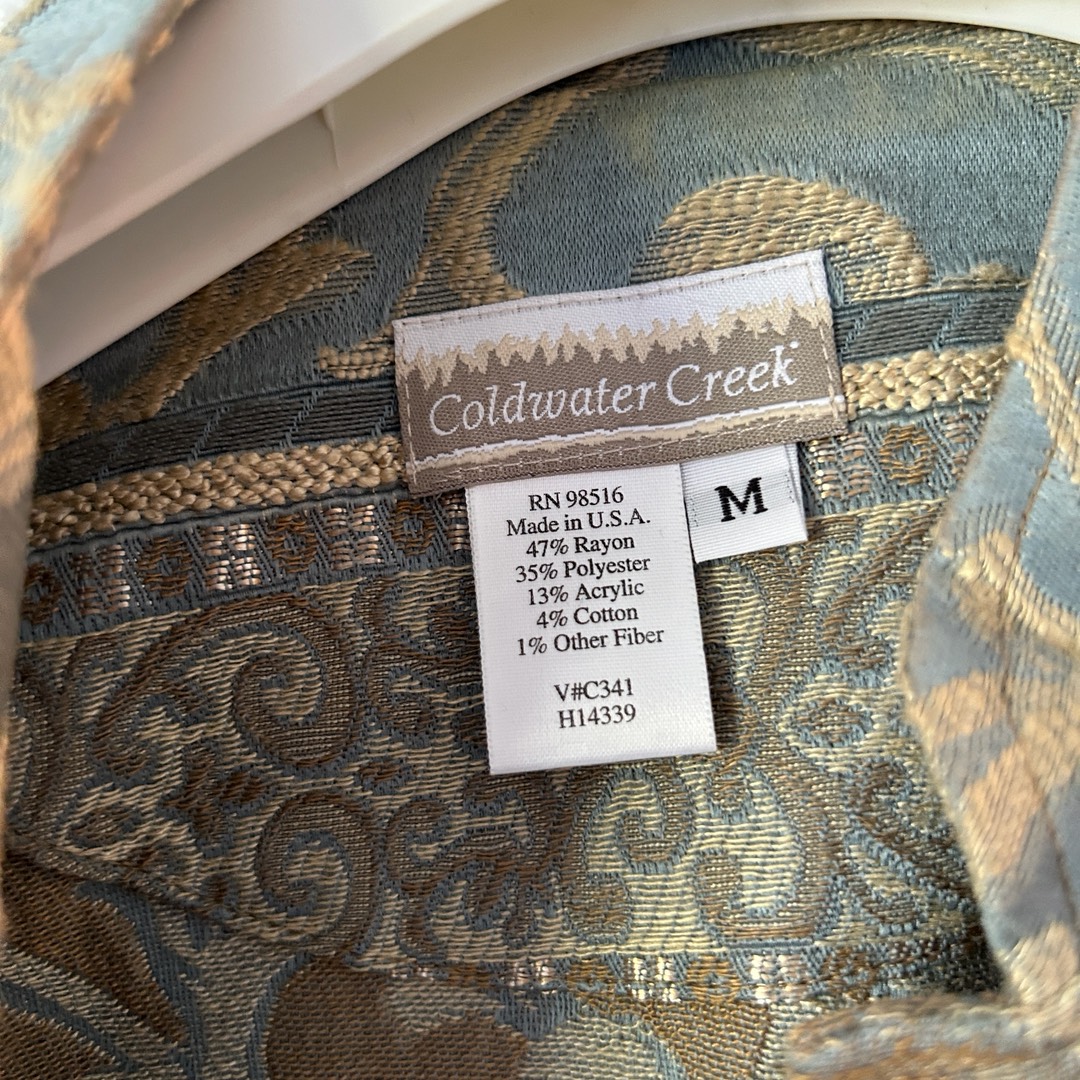 Coldwater Creek
M
RN 98516
Made in U.S.A.
47% Rayon
35% Polyester
13% Acrylic
4% Cotton
1% Other Fiber
V#C341
H14339